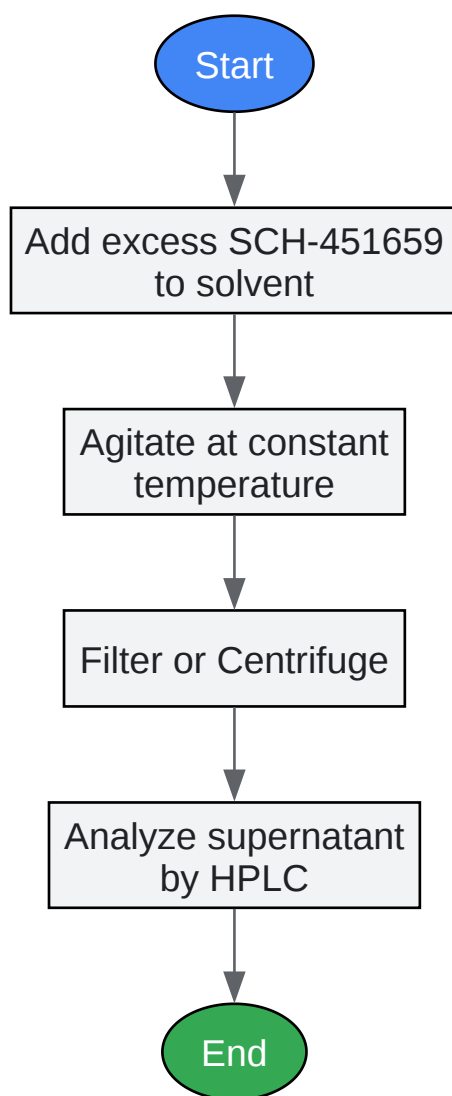 Start
Add excess SCH-451659
to solvent
Agitate at constant
temperature
Filter or Centrifuge
Analyze supernatant
by HPLC
End